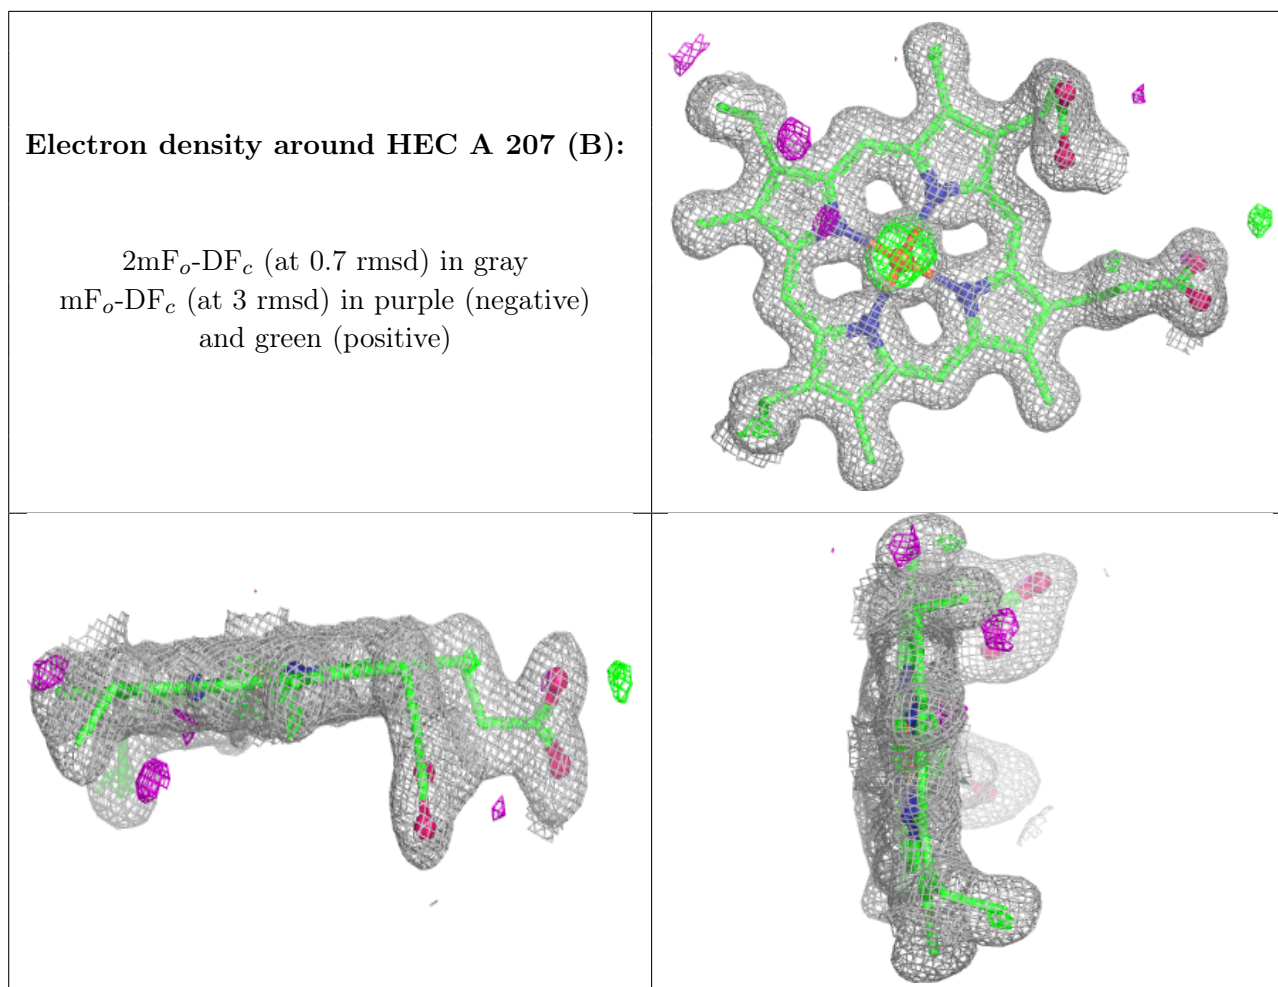 Electron density around HEC A 207 (B):
2mFo-DFc (at 0.7 rmsd) in gray
mFo-DFc (at 3 rmsd) in purple (negative)
and green (positive)